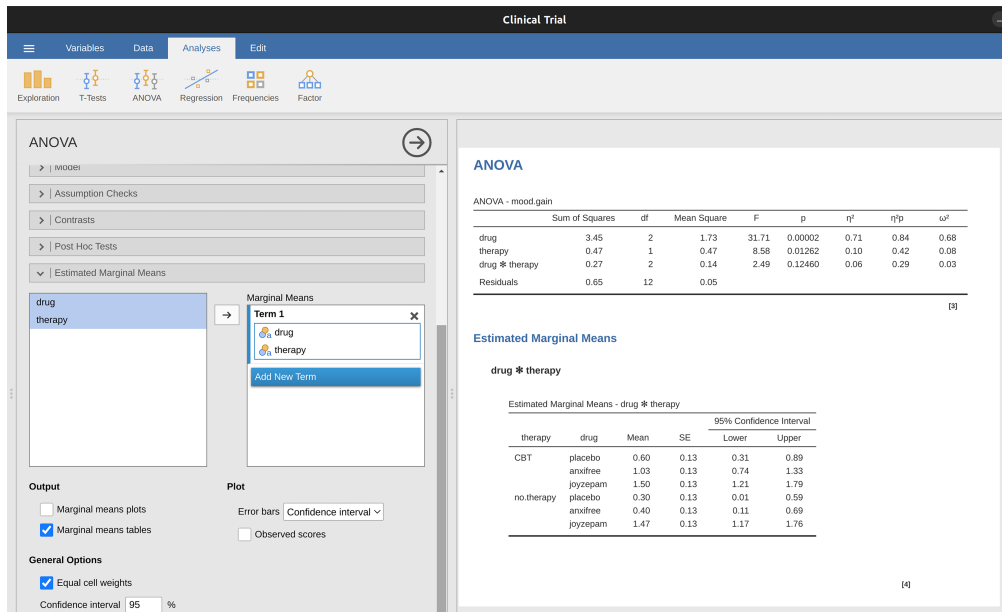 Clinical Trial
Variables Data Analyses Edit
Exploration T-Tests ANOVA Regression Frequencies Factor
ANOVA
Model
Assumption Checks
Contrasts
Post Hoc Tests
Estimated Marginal Means
drug
therapy
Marginal Means
Term 1
drug
therapy
Add New Term
Output
Marginal means plots
Marginal means tables
Plot
Error bars Confidence interval
Observed scores
General Options
Equal cell weights
Confidence interval 95 %
ANOVA
ANOVA - mood.gain
Sum of Squares df Mean Square F p η² η²p ω²
drug 3.45 2 1.73 31.71 0.00002 0.71 0.84 0.68
therapy 0.47 1 0.47 8.58 0.01262 0.10 0.42 0.08
drug ✻ therapy 0.27 2 0.14 2.49 0.12460 0.06 0.29 0.03
Residuals 0.65 12 0.05
[3]
Estimated Marginal Means
drug ✻ therapy
Estimated Marginal Means - drug ✻ therapy
95% Confidence Interval
therapy drug Mean SE Lower Upper
CBT placebo 0.60 0.13 0.31 0.89
anxifree 1.03 0.13 0.74 1.33
joyzepam 1.50 0.13 1.21 1.79
no.therapy placebo 0.30 0.13 0.01 0.59
anxifree 0.40 0.13 0.11 0.69
joyzepam 1.47 0.13 1.17 1.76
[4]